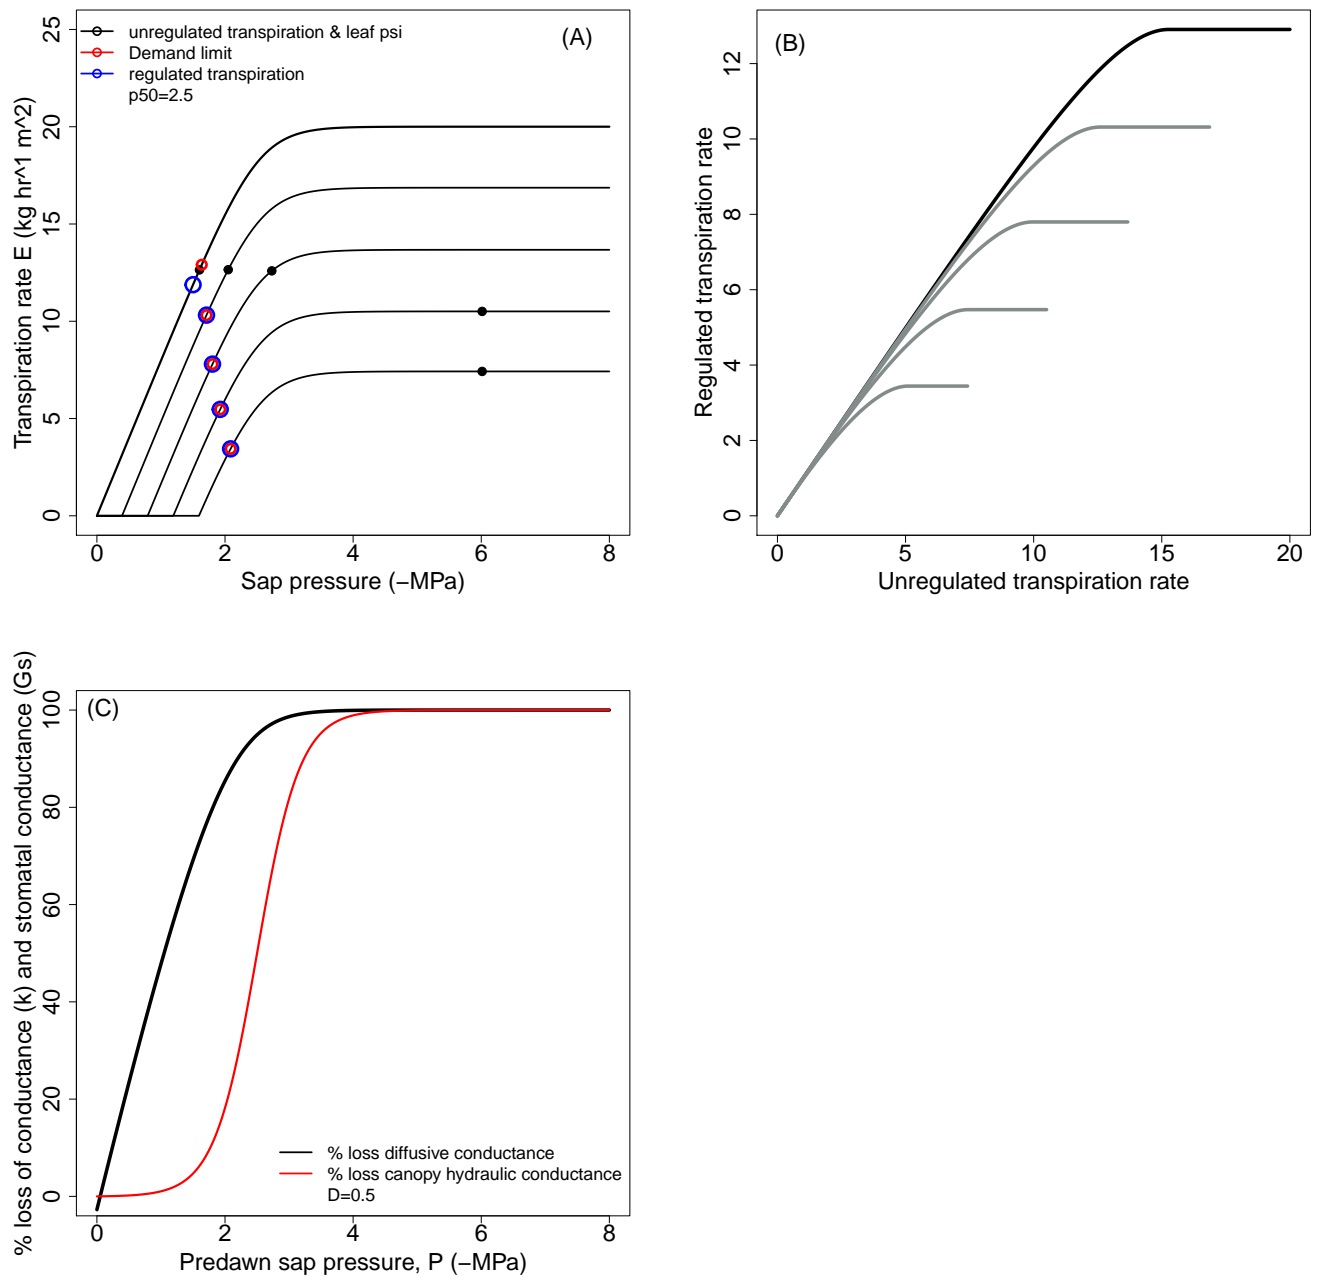 unregulated transpiration & leaf psi
Demand limit
regulated transpiration
p50=2.5
(A)
Transpiration rate E (kg hr^1 m^2)
0
5
10
15
20
25
0 2 4 6 8
Sap pressure (−MPa)
(B)
Regulated transpiration rate
0
2
4
6
8
10
12
0 5 10 15 20
Unregulated transpiration rate
(C)
% loss of conductance (k) and stomatal conductance (Gs)
0
20
40
60
80
100
% loss diffusive conductance
% loss canopy hydraulic conductance
D=0.5
0 2 4 6 8
Predawn sap pressure, P (−MPa)